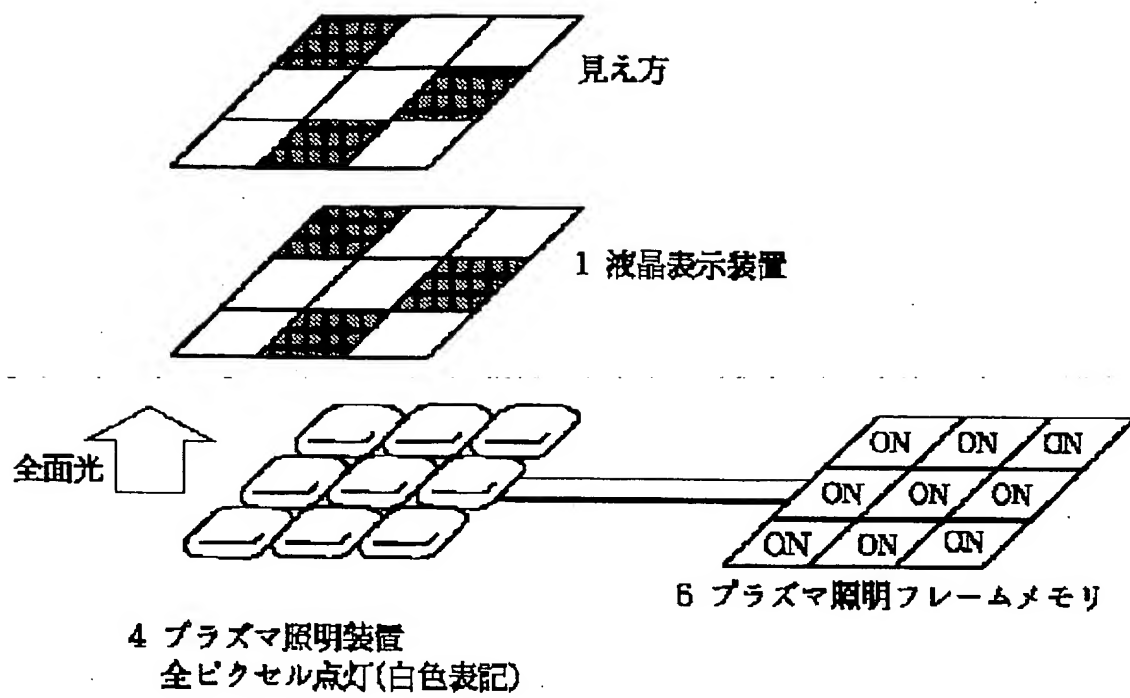 見え方
1 液晶表示装置
全面光
ON ON ON
ON ON ON
ON ON ON
6 プラズマ照明フレームメモリ
4 プラズマ照明装置
全ピクセル点灯(白色表記)